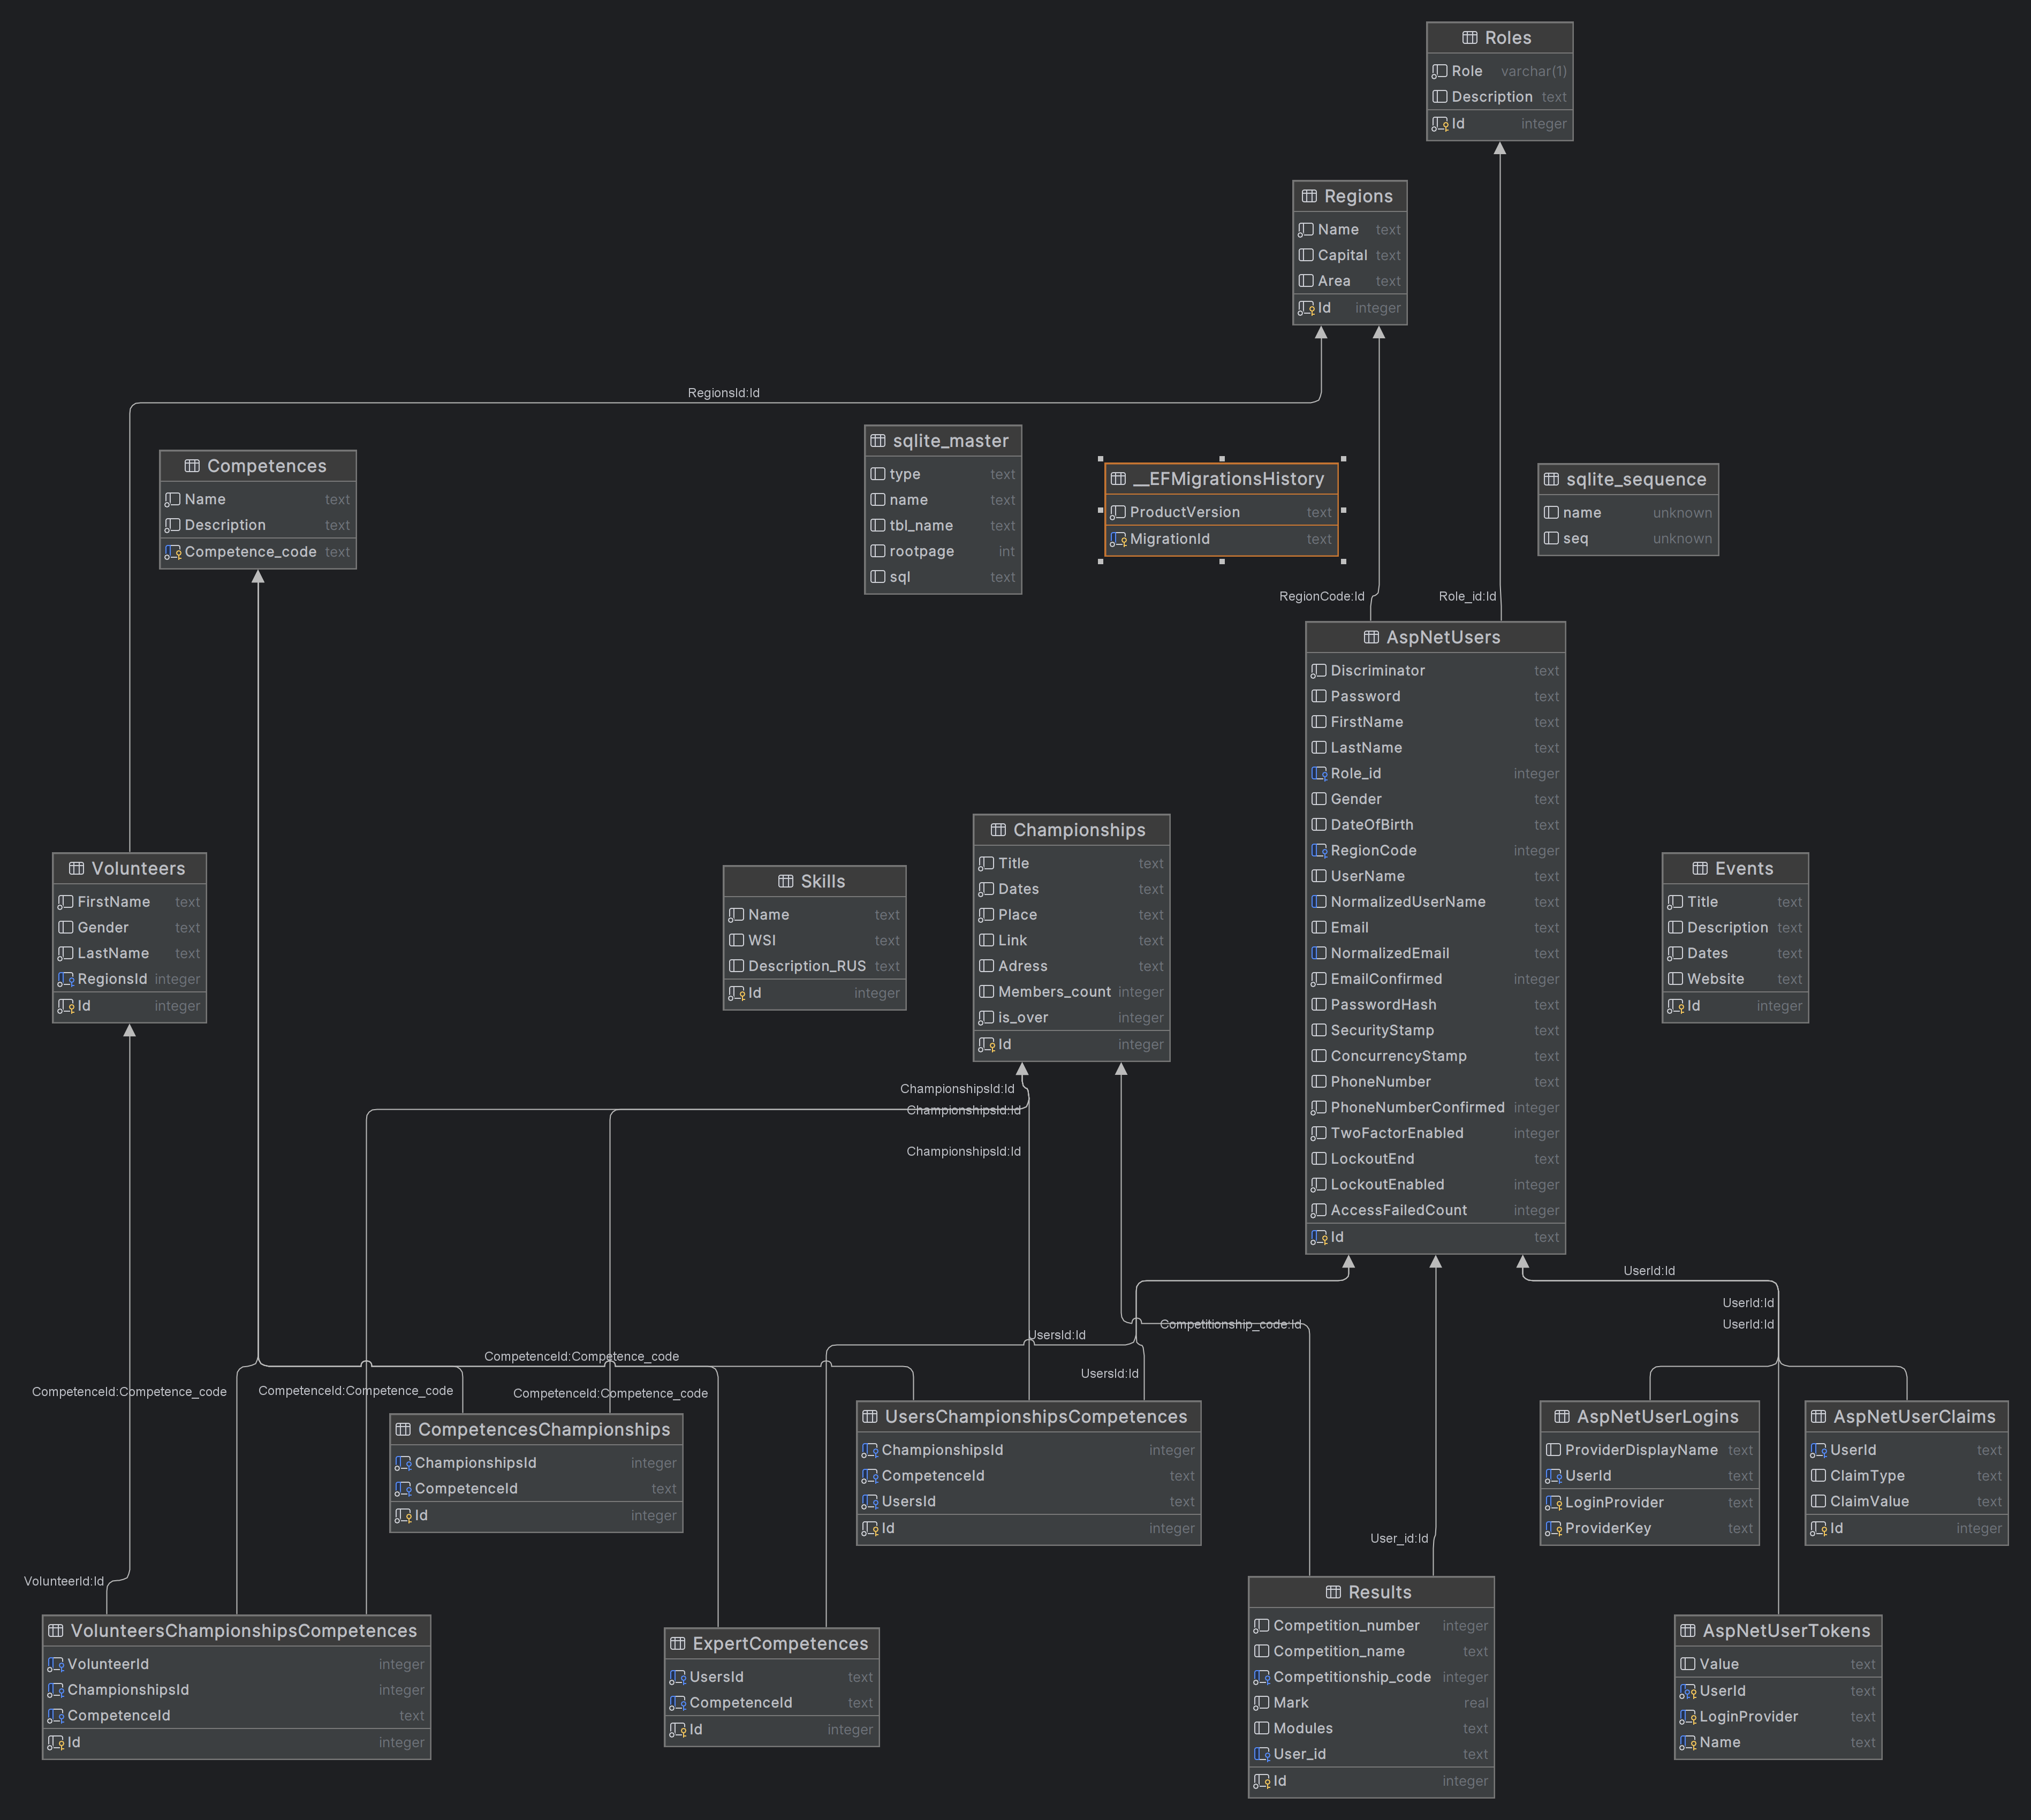 Roles
Role varchar(1)
Description text
Id integer
Regions
Name text
Capital text
Area text
Id integer
RegionsId:Id
Competences
Name text
Description text
Competence_code text
sqlite_master
type text
name text
tbl_name text
rootpage int
sql text
__EFMigrationsHistory
ProductVersion text
MigrationId text
sqlite_sequence
name unknown
seq unknown
RegionCode:Id
Role_id:Id
AspNetUsers
Discriminator text
Password text
FirstName text
LastName text
Role_id integer
Gender text
DateOfBirth text
RegionCode integer
UserName text
NormalizedUserName text
Email text
NormalizedEmail text
EmailConfirmed integer
PasswordHash text
SecurityStamp text
ConcurrencyStamp text
PhoneNumber text
PhoneNumberConfirmed integer
TwoFactorEnabled integer
LockoutEnd text
LockoutEnabled integer
AccessFailedCount integer
Id text
Volunteers
FirstName text
Gender text
LastName text
RegionsId integer
Id integer
Skills
Name text
WSI text
Description_RUS text
Id integer
Championships
Title text
Dates text
Place text
Link text
Adress text
Members_count integer
is_over integer
Id integer
Events
Title text
Description text
Dates text
Website text
Id integer
ChampionshipsId:Id
ChampionshipsId:Id
ChampionshipsId:Id
UserId:Id
UserId:Id
UserId:Id
Competitionship_code:Id
UsersId:Id
UsersId:Id
CompetenceId:Competence_code
CompetenceId:Competence_code
CompetenceId:Competence_code
CompetenceId:Competence_code
CompetencesChampionships
ChampionshipsId integer
CompetenceId text
Id integer
UsersChampionshipsCompetences
ChampionshipsId integer
CompetenceId text
UsersId text
Id integer
AspNetUserLogins
ProviderDisplayName text
UserId text
LoginProvider text
ProviderKey text
AspNetUserClaims
UserId text
ClaimType text
ClaimValue text
Id integer
User_id:Id
VolunteerId:Id
VolunteersChampionshipsCompetences
VolunteerId integer
ChampionshipsId integer
CompetenceId text
Id integer
ExpertCompetences
UsersId text
CompetenceId text
Id integer
Results
Competition_number integer
Competition_name text
Competitionship_code integer
Mark real
Modules text
User_id text
Id integer
AspNetUserTokens
Value text
UserId text
LoginProvider text
Name text